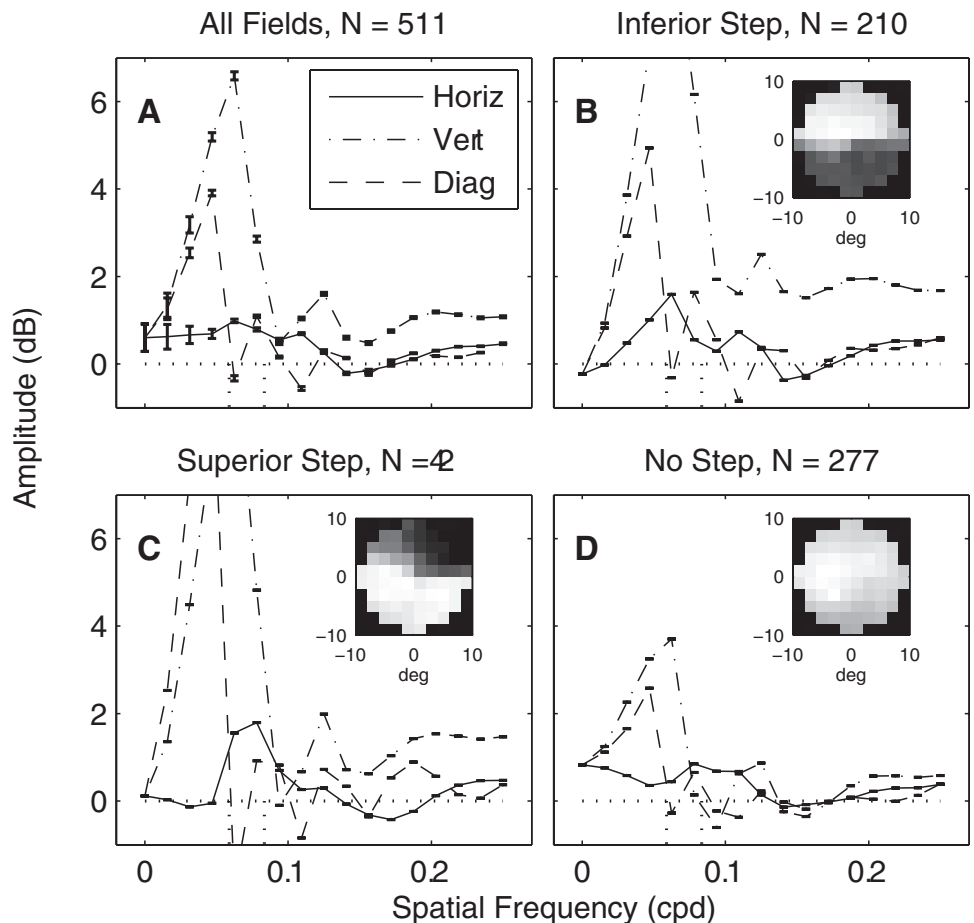 All Fields, N = 511
Inferior Step, N = 210
A
Horiz
Vert
Diag
6
4
2
0
B
10
0
−10
−10 0 10
deg
Superior Step, N =42
No Step, N = 277
C
6
4
2
0
10
0
−10
−10 0 10
deg
D
10
0
−10
−10 0 10
deg
0 0.1 0.2
0 0.1 0.2
Amplitude (dB)
Spatial Frequency (cpd)